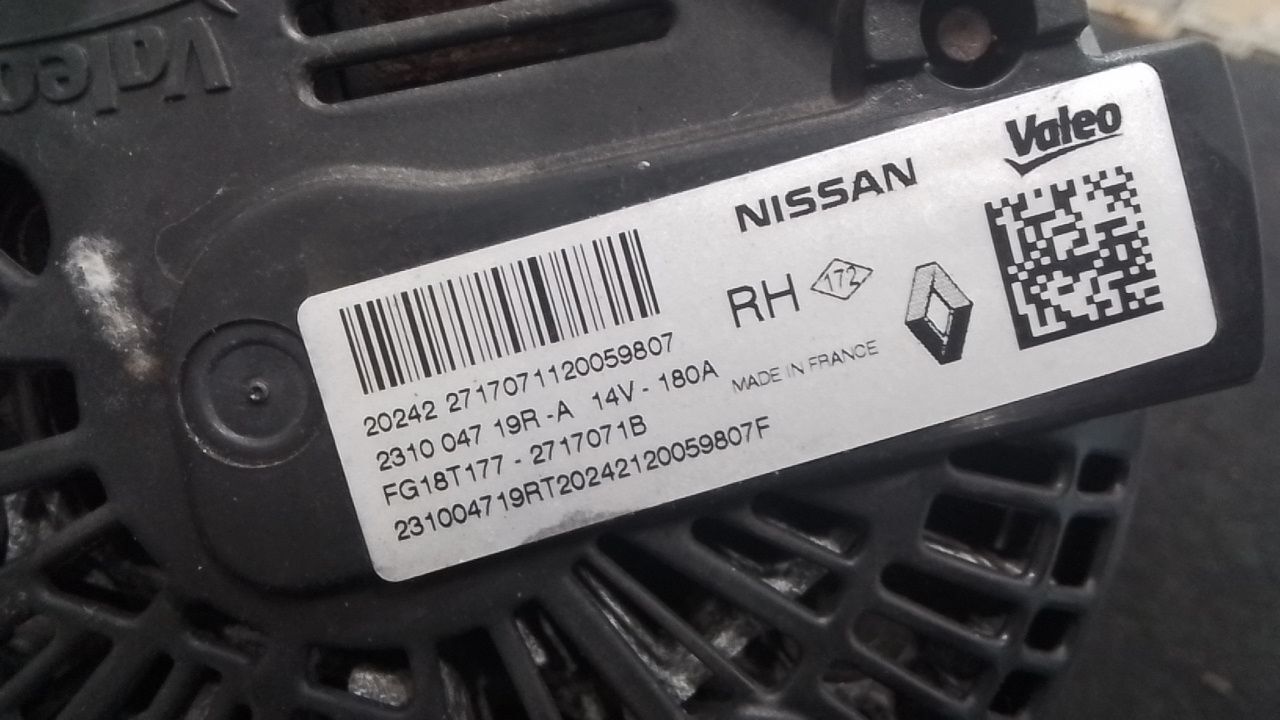 Valeo
Valeo
NISSAN
RH 172
MADE IN FRANCE
20242 2717071120059807
2310 047 19R -A 14V - 180A
FG18T177 - 2717071B
231004719RT20242120059807F